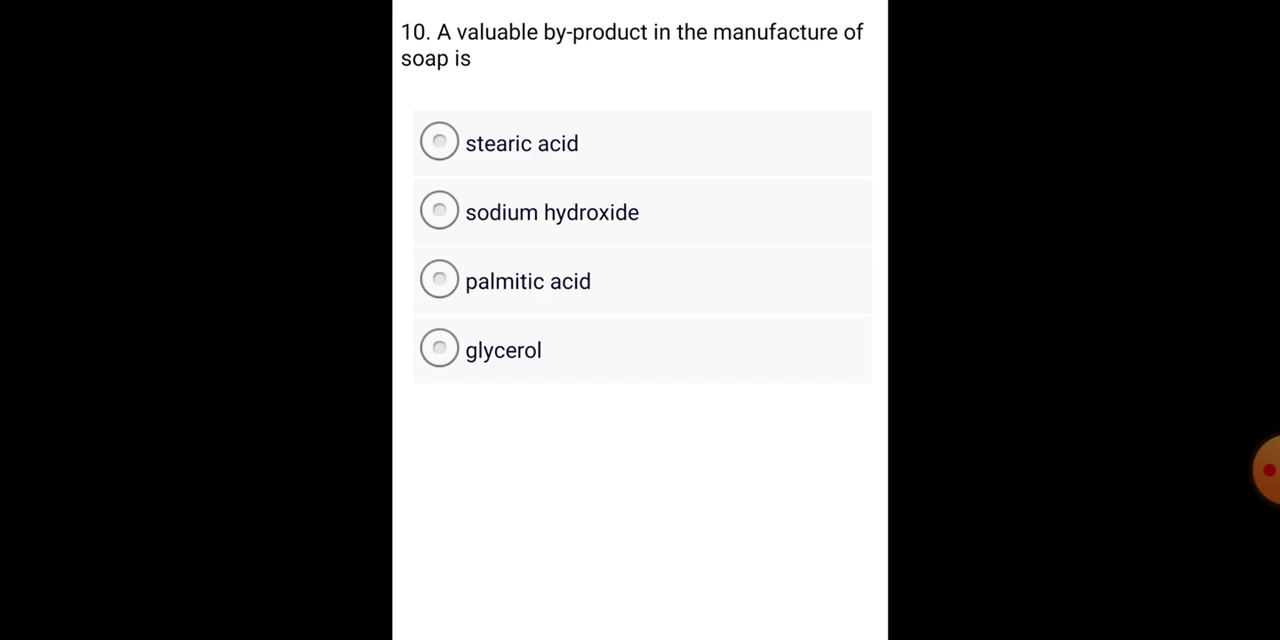 10. A valuable by-product in the manufacture of
soap is
stearic acid
sodium hydroxide
palmitic acid
glycerol